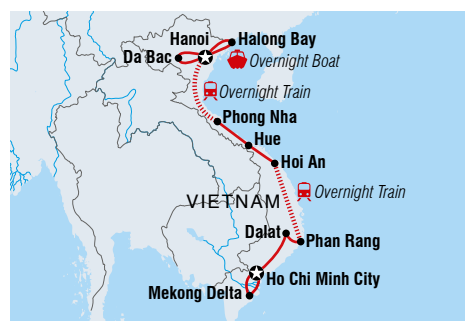 Hanoi
Halong Bay
Da Bac
Overnight Boat
Overnight Train
Phong Nha
Hue
Hoi An
VIETNAM
Overnight Train
Dalat
Phan Rang
Ho Chi Minh City
Mekong Delta